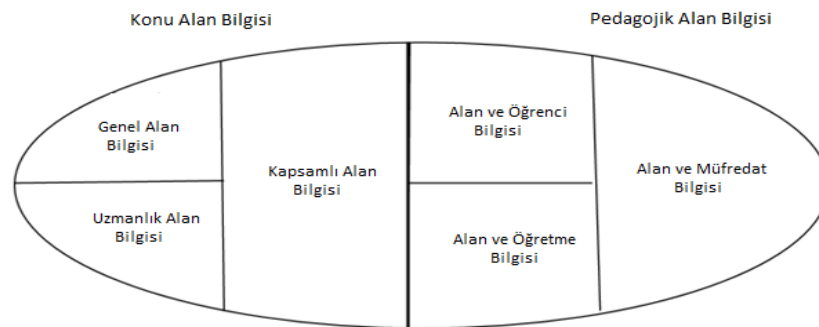 Konu Alan Bilgisi
Pedagojik Alan Bilgisi
Genel Alan
Bilgisi
Uzmanlık Alan
Bilgisi
Kapsamlı Alan
Bilgisi
Alan ve Öğrenci
Bilgisi
Alan ve Öğretme
Bilgisi
Alan ve Müfredat
Bilgisi